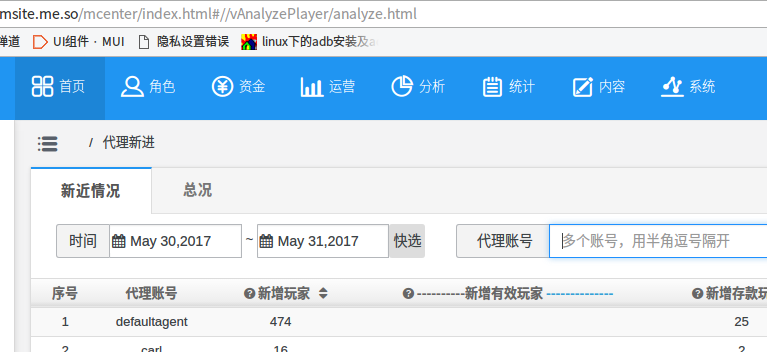 msite.me.so/mcenter/index.html#//vAnalyzePlayer/analyze.html
禅道 UI组件 · MUI 隐私设置错误 linux下的adb安装及a
首页 角色 资金 运营 分析 统计 内容 系统
/ 代理新进
新近情况 总况
时间 May 30,2017 ~ May 31,2017 快选 代理账号 多个账号，用半角逗号隔开
序号 代理账号 新增玩家 ----------新增有效玩家 -------------- 新增存款玩
1 defaultagent 474 25
2 carl 16 2